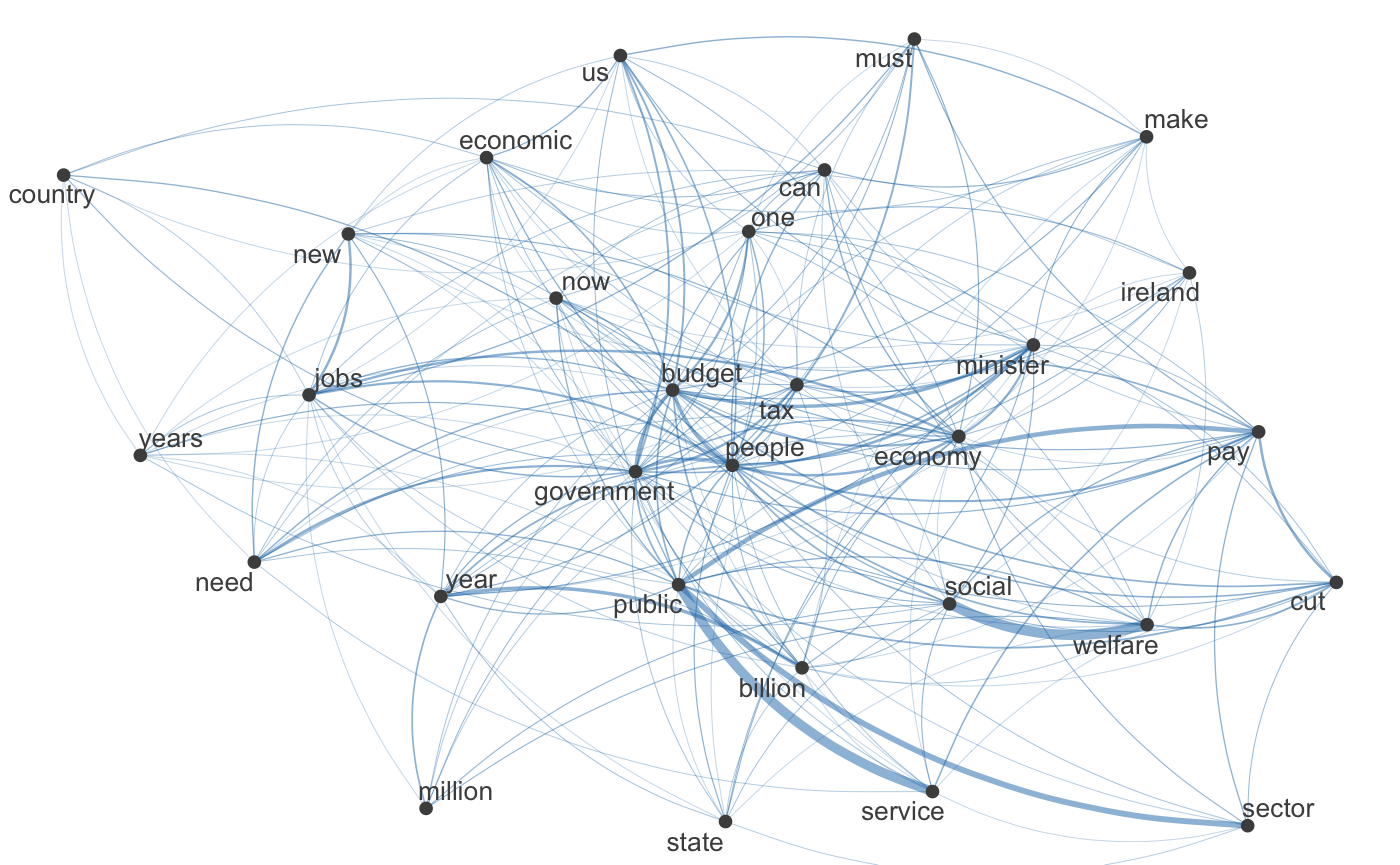 must
us
make
economic
can
country
one
new
now
ireland
minister
budget
jobs
tax
years
people
pay
economy
government
year
need
social
cut
public
welfare
billion
million
sector
service
state